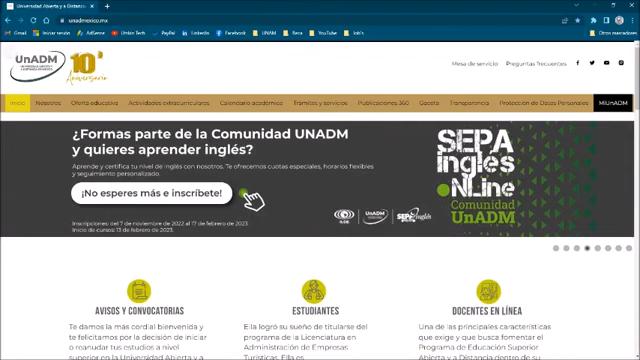 Universidad Abierta y a Distanci
unadmexico.mx
Gmail Iniciar sesión AdSense Untain Tech PayPal LinkedIn Facebook UNAM Beca YouTube Job's Otros marcadores
UnADM
10°
Aniversario
Mesa de servicio Preguntas frecuentes
Inicio Nosotros Oferta educativa Actividades extracurriculares Calendario académico Trámites y servicios Publicaciones 360 Gaceta Transparencia Protección de Datos Personales MiUnADM
¿Formas parte de la Comunidad UNADM
y quieres aprender inglés?
Aprende y certifica tu nivel de inglés con nosotros. Te ofrecemos cuotas especiales, horarios flexibles
y seguimiento personalizado.
¡No esperes más e inscríbete!
Inscripciones: del 7 de noviembre de 2022 al 17 de febrero de 2023.
Inicio de cursos: 13 de febrero de 2023.
UnADM
SEPA Inglés
SEPA
Inglés
NLine
Comunidad
UnADM
AVISOS Y CONVOCATORIAS
Te damos la más cordial bienvenida y
te felicitamos por la decisión de iniciar
o reanudar tus estudios a nivel
superior en la Universidad Abierta y
ESTUDIANTES
Ella logró su sueño de titularse del
programa de la Licenciatura en
Administración de Empresas
Turísticas. Ella es
DOCENTES EN LÍNEA
Una de las principales características
que exige y que busca fomentar el
Programa de Educación Superior
Abierta y a Distancia dentro de su